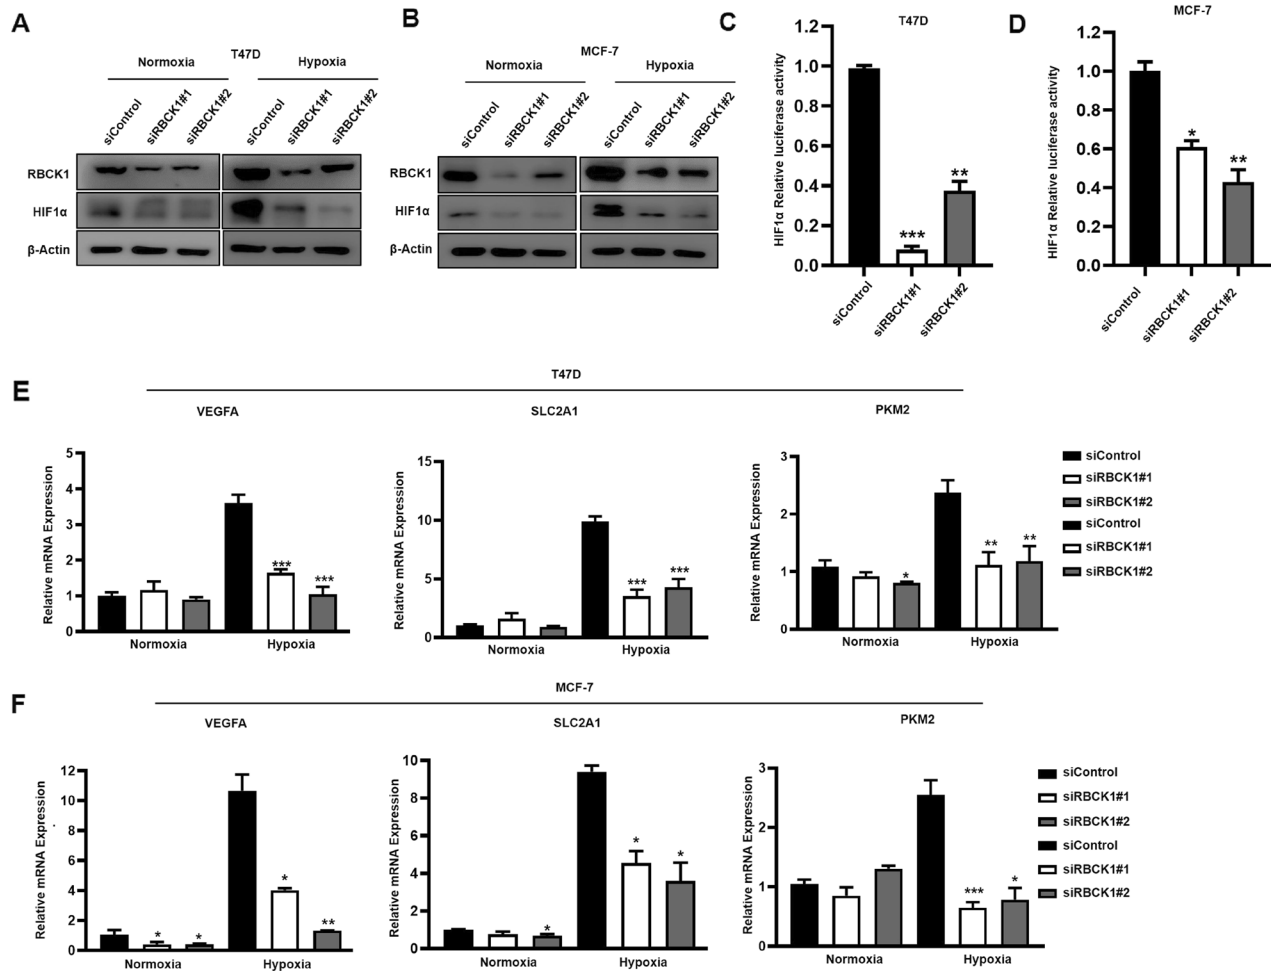 A
T47D
Normoxia
Hypoxia
siControl
siRBCK1#1
siRBCK1#2
siControl
siRBCK1#1
siRBCK1#2
RBCK1
HIF1α
β-Actin
B
MCF-7
Normoxia
Hypoxia
siControl
siRBCK1#1
siRBCK1#2
siControl
siRBCK1#1
siRBCK1#2
RBCK1
HIF1α
β-Actin
C
T47D
HIF1α Relative luciferase activity
1.2
1.0
0.8
0.6
0.4
0.2
0.0
***
**
siControl
siRBCK1#1
siRBCK1#2
D
MCF-7
HIF1α Relative luciferase activity
1.2
1.0
0.8
0.6
0.4
0.2
0.0
*
**
siControl
siRBCK1#1
siRBCK1#2
E
T47D
VEGFA
Relative mRNA Expression
5
4
3
2
1
0
***
***
Normoxia
Hypoxia
SLC2A1
Relative mRNA Expression
15
10
5
0
***
***
Normoxia
Hypoxia
PKM2
Relative mRNA Expression
3
2
1
0
*
**
**
Normoxia
Hypoxia
siControl
siRBCK1#1
siRBCK1#2
siControl
siRBCK1#1
siRBCK1#2
F
MCF-7
VEGFA
Relative mRNA Expression
12
10
8
6
4
2
0
*
*
*
**
Normoxia
Hypoxia
SLC2A1
Relative mRNA Expression
10
8
6
4
2
0
*
*
*
Normoxia
Hypoxia
PKM2
Relative mRNA Expression
3
2
1
0
***
*
Normoxia
Hypoxia
siControl
siRBCK1#1
siRBCK1#2
siControl
siRBCK1#1
siRBCK1#2